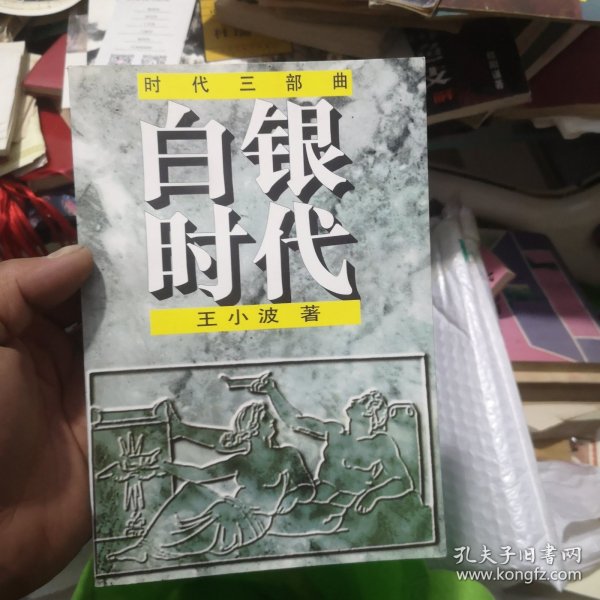 时代三部曲
白银
时代
王小波 著
孔夫子旧书网
www.kongfz.com